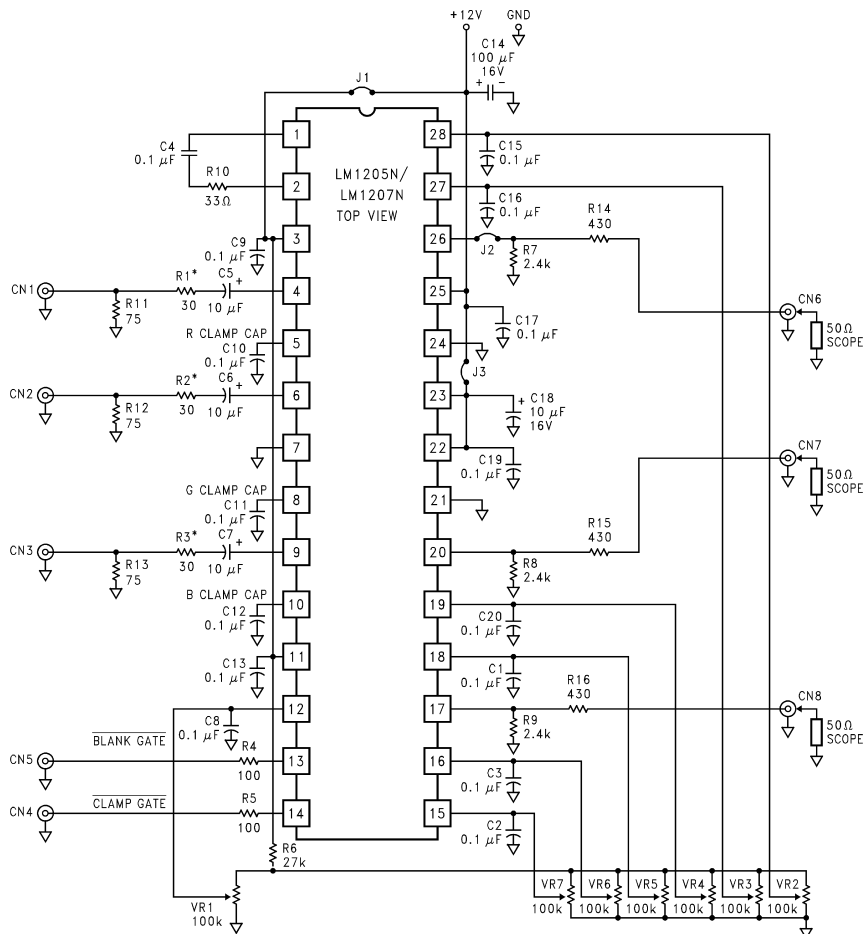 +12V
GND
C14
100 μF
16V
+ −
J1
1
28
C4
0.1 μF
C15
0.1 μF
R10
33Ω
2
LM1205N/
LM1207N
TOP VIEW
27
C16
0.1 μF
C9
0.1 μF
3
26
J2
R7
2.4k
R14
430
CN1
R11
75
R1*
30
C5
+
10 μF
4
25
CN6
50Ω
SCOPE
R CLAMP CAP
C10
0.1 μF
5
24
C17
0.1 μF
J3
CN2
R12
75
R2*
30
C6
+
10 μF
6
23
+
C18
10 μF
16V
7
22
C19
0.1 μF
CN7
50Ω
SCOPE
G CLAMP CAP
C11
0.1 μF
8
21
CN3
R13
75
R3*
30
C7
+
10 μF
9
20
R8
2.4k
R15
430
B CLAMP CAP
C12
0.1 μF
10
19
C20
0.1 μF
C13
0.1 μF
11
18
C1
0.1 μF
R16
430
12
17
R9
2.4k
CN8
50Ω
SCOPE
C8
0.1 μF
BLANK GATE
CN5
R4
100
13
16
C3
0.1 μF
CLAMP GATE
CN4
R5
100
14
15
C2
0.1 μF
R6
27k
VR1
100k
VR7
100k
VR6
100k
VR5
100k
VR4
100k
VR3
100k
VR2
100k